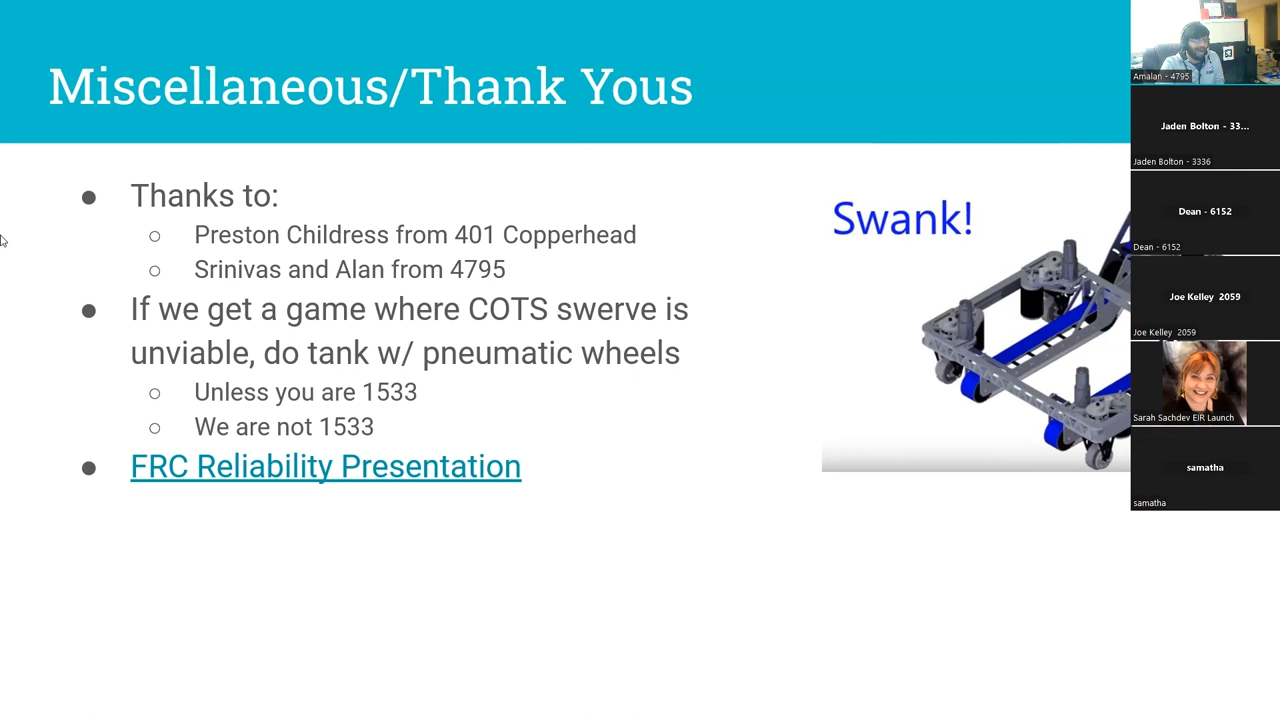 Miscellaneous/Thank Yous
Thanks to:
Preston Childress from 401 Copperhead
Srinivas and Alan from 4795
If we get a game where COTS swerve is
unviable, do tank w/ pneumatic wheels
Unless you are 1533
We are not 1533
FRC Reliability Presentation
Swank!
Amalan - 4795
Jaden Bolton - 33...
Jaden Bolton - 3336
Dean - 6152
Dean - 6152
Joe Kelley 2059
Joe Kelley 2059
Sarah Sachdev EIR Launch
samatha
samatha